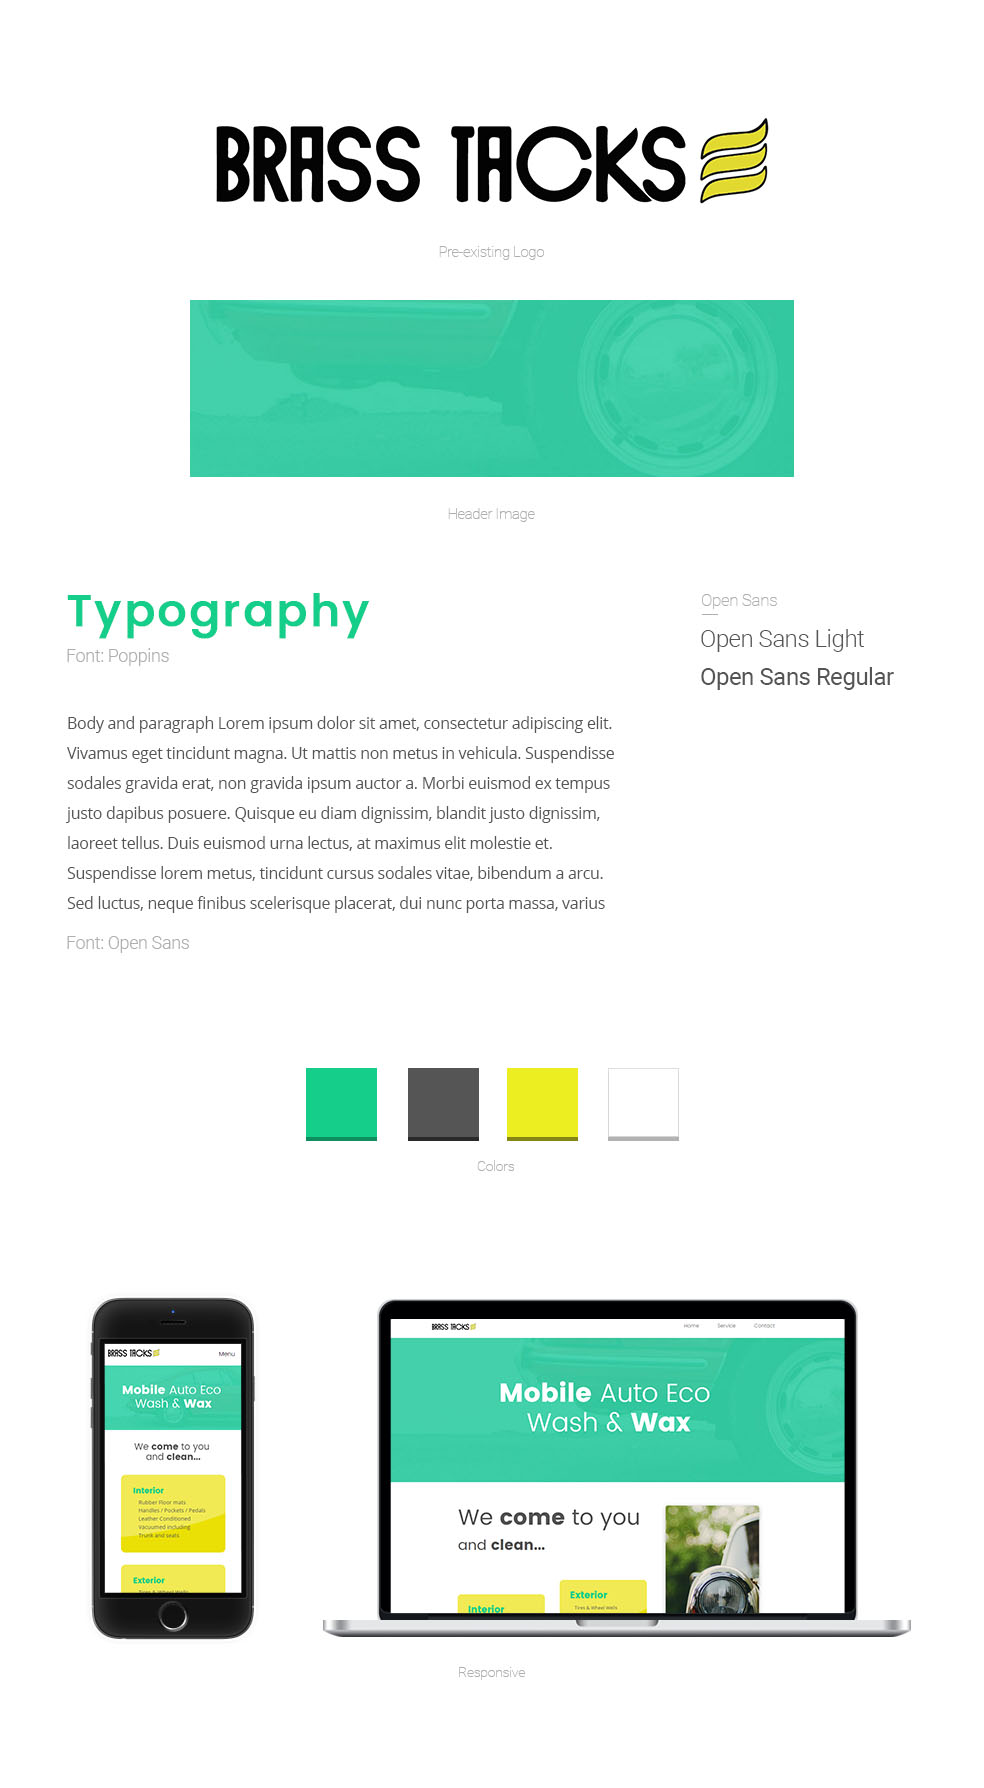 BRASS TACKS
Pre-existing Logo
Header Image
Typography
Font: Poppins
Open Sans
Open Sans Light
Open Sans Regular
Body and paragraph Lorem ipsum dolor sit amet, consectetur adipiscing elit.
Vivamus eget tincidunt magna. Ut mattis non metus in vehicula. Suspendisse
sodales gravida erat, non gravida ipsum auctor a. Morbi euismod ex tempus
justo dapibus posuere. Quisque eu diam dignissim, blandit justo dignissim,
laoreet tellus. Duis euismod urna lectus, at maximus elit molestie et.
Suspendisse lorem metus, tincidunt cursus sodales vitae, bibendum a arcu.
Sed luctus, neque finibus scelerisque placerat, dui nunc porta massa, varius
Font: Open Sans
Colors
BRASS TACKS
Menu
Mobile Auto Eco
Wash & Wax
We come to you
and clean...
Interior
Rubber Floor mats
Handles / Pockets / Pedals
Leather Conditioned
Vacuumed including
Trunk and seats
Exterior
Tires & Wheel Wells
BRASS TACKS
Home Service Contact
Mobile Auto Eco
Wash & Wax
We come to you
and clean...
Interior
Exterior
Tires & Wheel Wells
Responsive